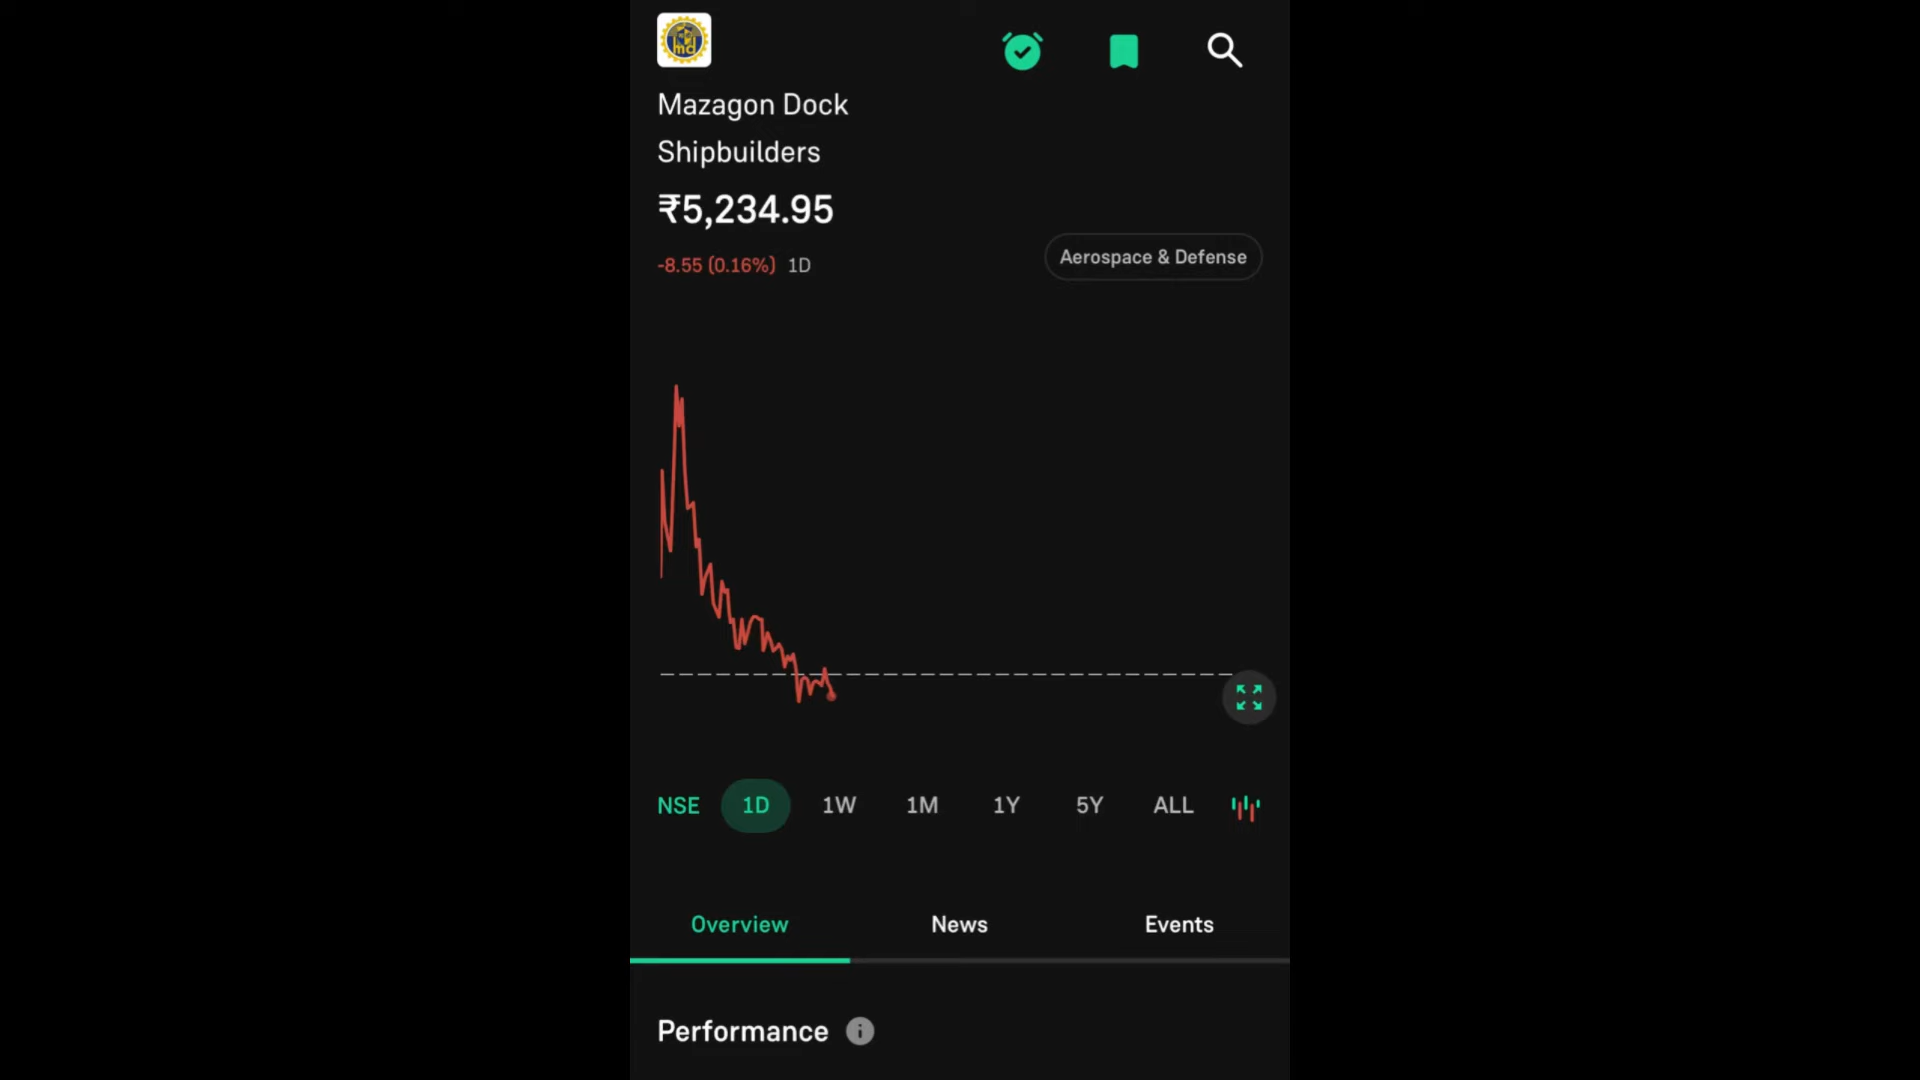 md
Mazagon Dock
Shipbuilders
₹5,234.95
-8.55 (0.16%) 1D
Aerospace & Defense
NSE 1D 1W 1M 1Y 5Y ALL
Overview News Events
Performance